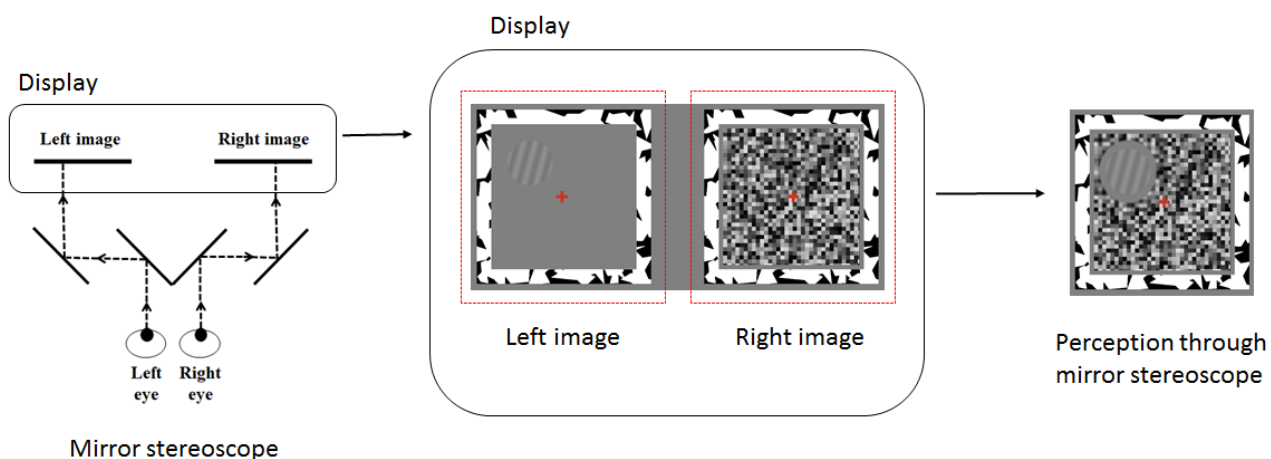 Display
Left image
Right image
Left
eye
Right
eye
Mirror stereoscope
Display
Left image
Right image
Perception through
mirror stereoscope